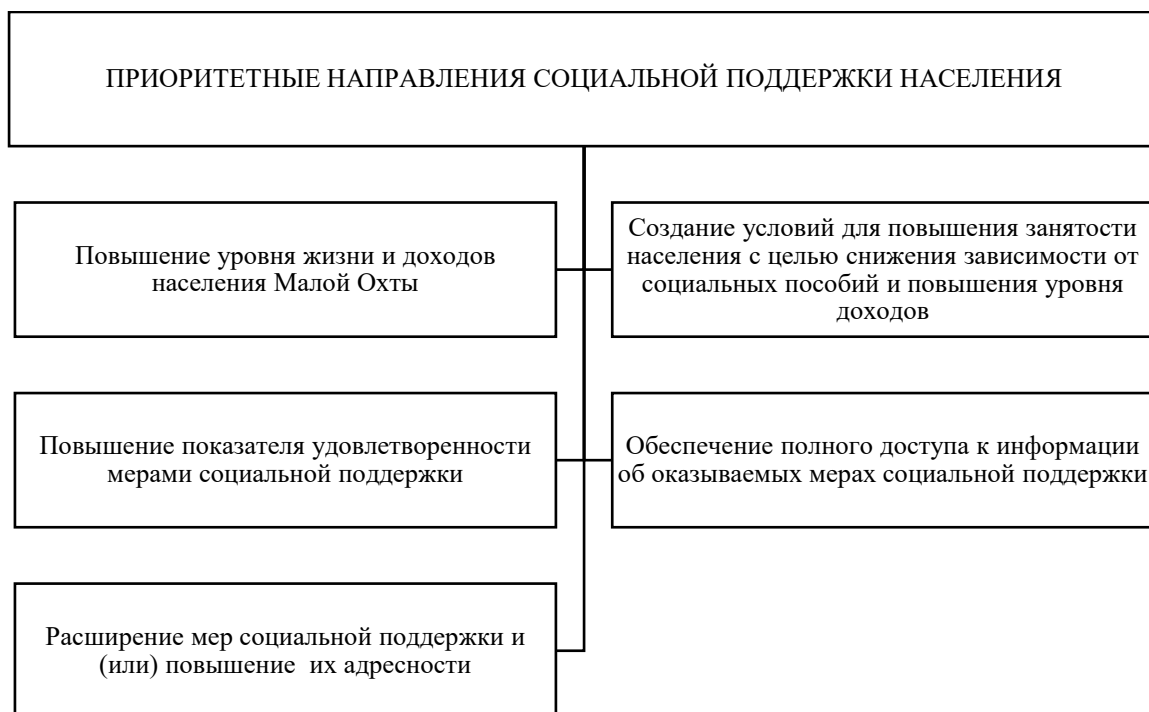 ПРИОРИТЕТНЫЕ НАПРАВЛЕНИЯ СОЦИАЛЬНОЙ ПОДДЕРЖКИ НАСЕЛЕНИЯ
Повышение уровня жизни и доходов
населения Малой Охты
Создание условий для повышения занятости
населения с целью снижения зависимости от
социальных пособий и повышения уровня
доходов
Повышение показателя удовлетворенности
мерами социальной поддержки
Обеспечение полного доступа к информации
об оказываемых мерах социальной поддержки
Расширение мер социальной поддержки и
(или) повышение их адресности